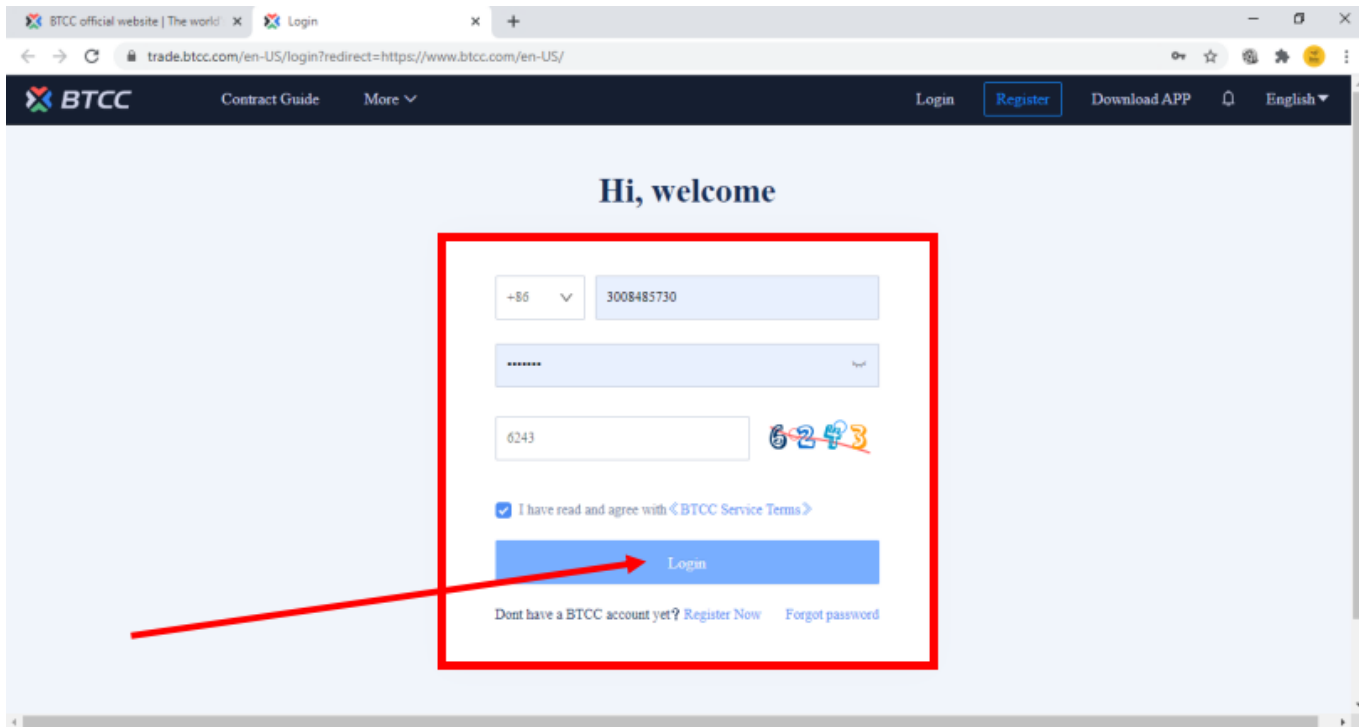 BTCC official website | The world
Login
trade.btcc.com/en-US/login?redirect=https://www.btcc.com/en-US/
BTCC Contract Guide More Login Register Download APP English
Hi, welcome
+86 3008485730
•••••••
6243 6243
I have read and agree with《BTCC Service Terms》
Login
Dont have a BTCC account yet? Register Now Forgot password